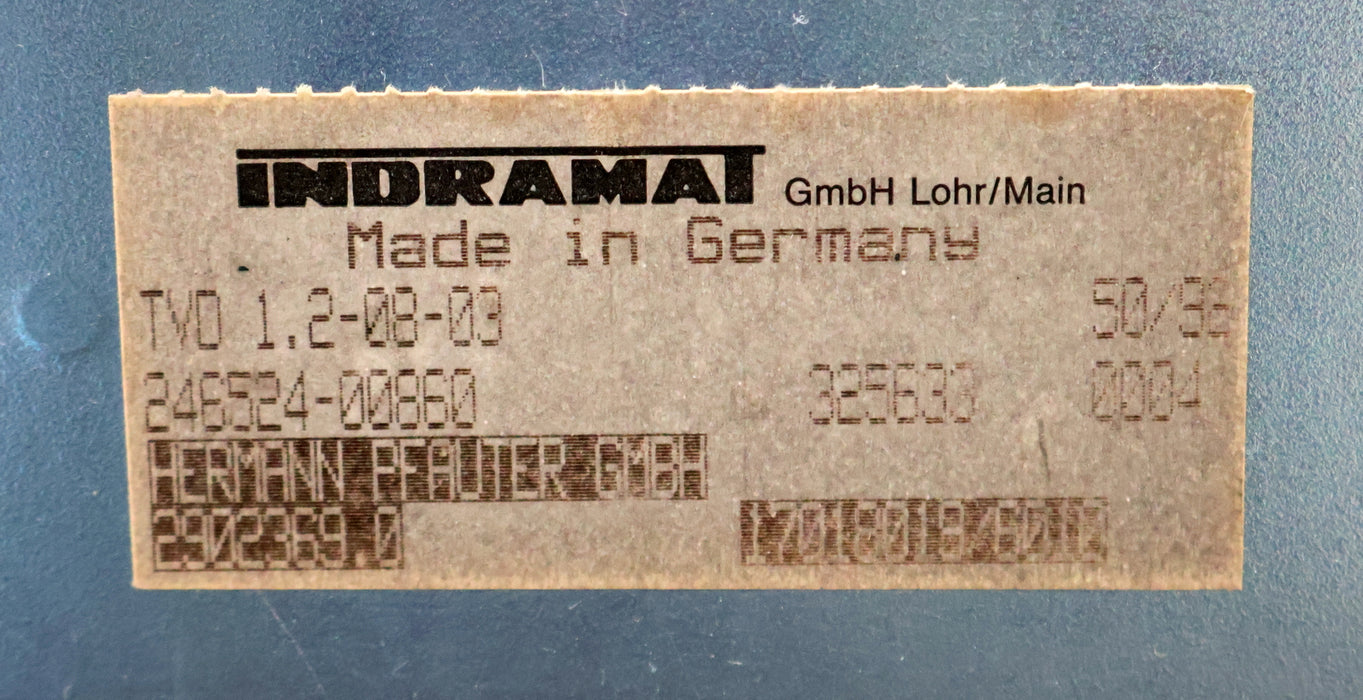 INDRAMAT GmbH Lohr/Main
Made in Germany
TVD 1.2-08-03 50/96
246524-00860 325633 0004
HERMANN PFAUTER GMBH
2902369.0